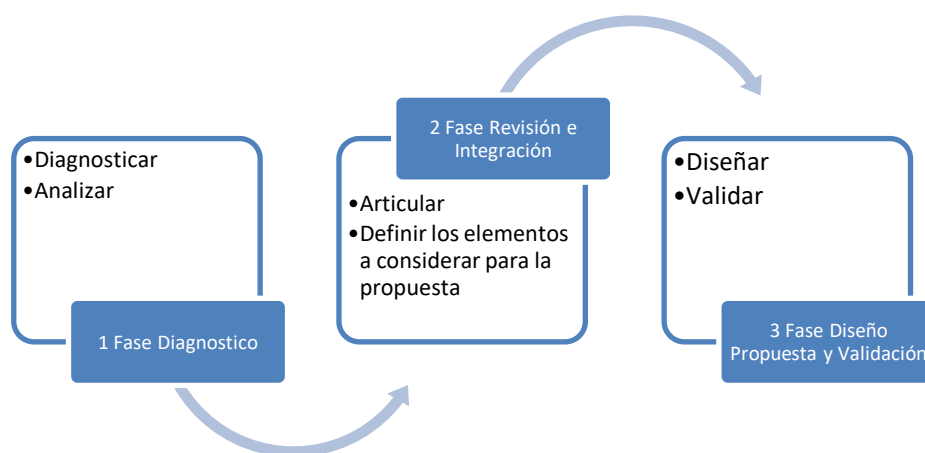 •Diagnosticar
•Analizar
1 Fase Diagnostico
2 Fase Revisión e
Integración
•Articular
•Definir los elementos
a considerar para la
propuesta
•Diseñar
•Validar
3 Fase Diseño
Propuesta y Validación